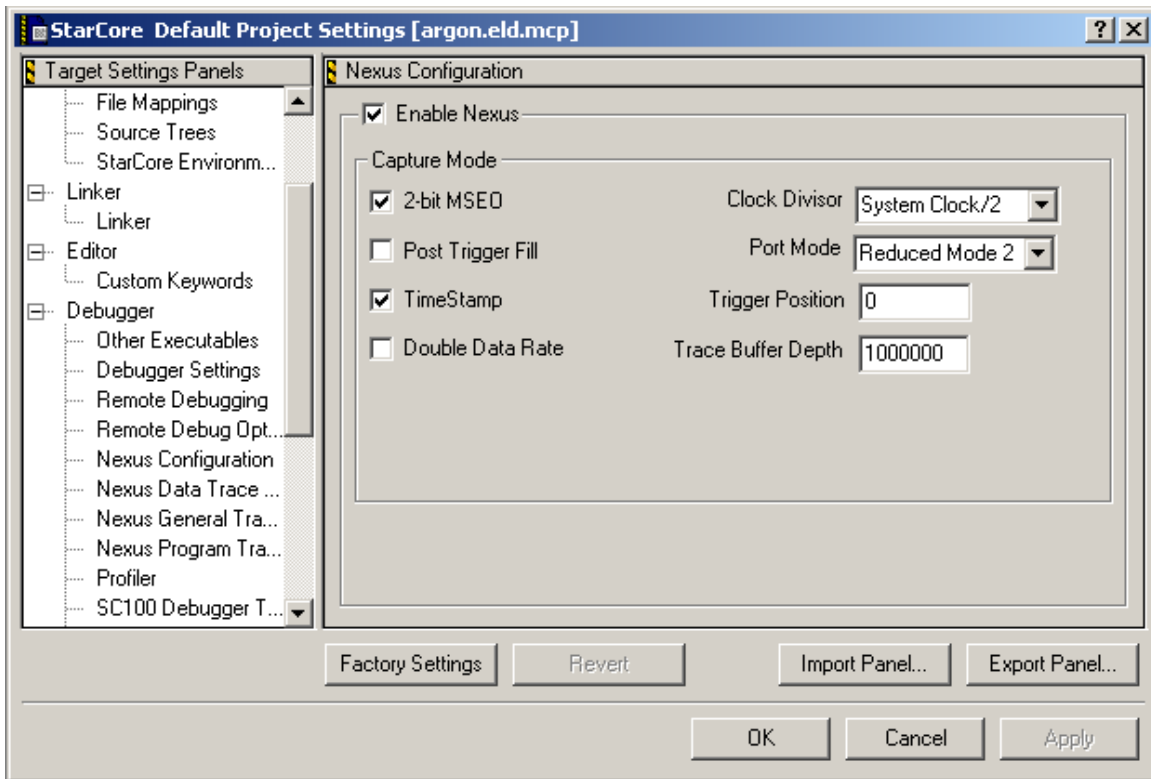 StarCore Default Project Settings [argon.eld.mcp]
Target Settings Panels
File Mappings
Source Trees
StarCore Environm...
Linker
Linker
Editor
Custom Keywords
Debugger
Other Executables
Debugger Settings
Remote Debugging
Remote Debug Opt...
Nexus Configuration
Nexus Data Trace ...
Nexus General Tra...
Nexus Program Tra...
Profiler
SC100 Debugger T...
Nexus Configuration
Enable Nexus
Capture Mode
2-bit MSEO
Clock Divisor
System Clock/2
Post Trigger Fill
Port Mode
Reduced Mode 2
TimeStamp
Trigger Position
0
Double Data Rate
Trace Buffer Depth
1000000
Factory Settings
Revert
Import Panel...
Export Panel...
OK
Cancel
Apply